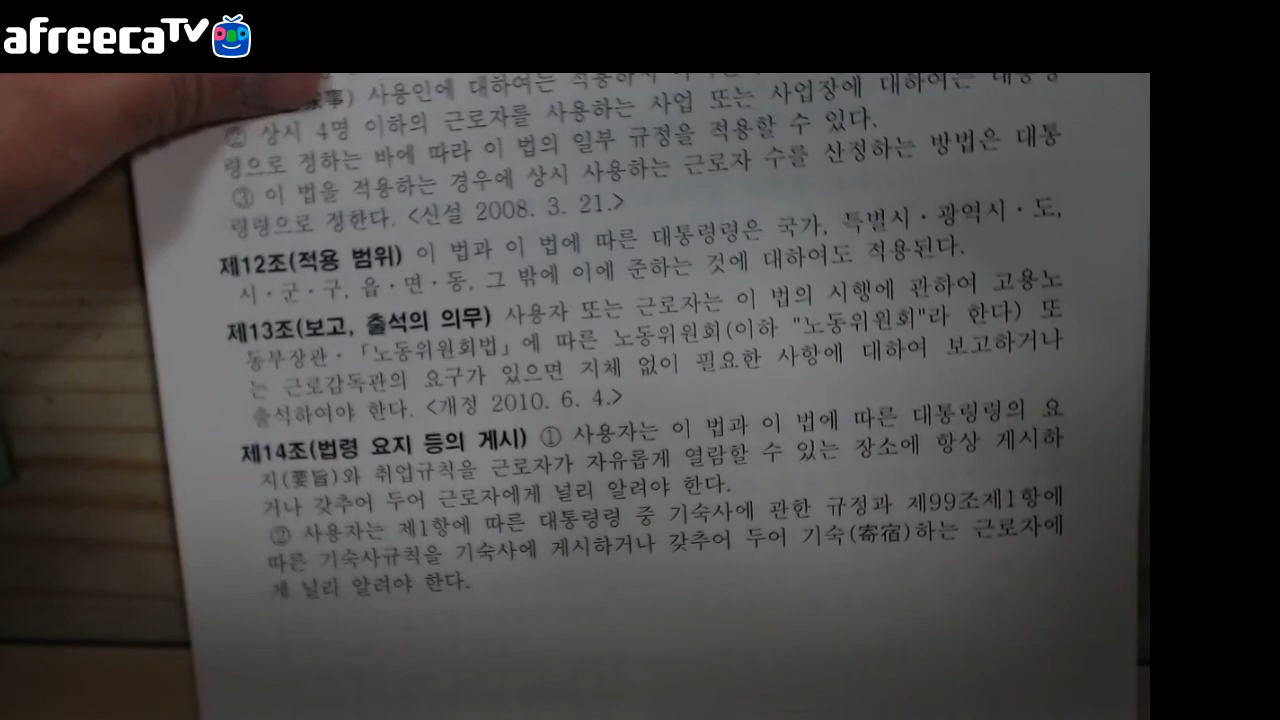 afreecaTV
事) 사용인에 대하여는 적용하지
② 상시 4명 이하의 근로자를 사용하는 사업 또는 사업장에 대하여는 대통령
령으로 정하는 바에 따라 이 법의 일부 규정을 적용할 수 있다.
③ 이 법을 적용하는 경우에 상시 사용하는 근로자 수를 산정하는 방법은 대통
령령으로 정한다. <신설 2008. 3. 21.>
제12조(적용 범위) 이 법과 이 법에 따른 대통령령은 국가, 특별시·광역시·도,
시·군·구, 읍·면·동, 그 밖에 이에 준하는 것에 대하여도 적용된다.
제13조(보고, 출석의 의무) 사용자 또는 근로자는 이 법의 시행에 관하여 고용노
동부장관·「노동위원회법」에 따른 노동위원회(이하 "노동위원회"라 한다) 또
는 근로감독관의 요구가 있으면 지체 없이 필요한 사항에 대하여 보고하거나
출석하여야 한다. <개정 2010. 6. 4.>
제14조(법령 요지 등의 게시) ① 사용자는 이 법과 이 법에 따른 대통령령의 요
지(要旨)와 취업규칙을 근로자가 자유롭게 열람할 수 있는 장소에 항상 게시하
거나 갖추어 두어 근로자에게 널리 알려야 한다.
② 사용자는 제1항에 따른 대통령령 중 기숙사에 관한 규정과 제99조제1항에
따른 기숙사규칙을 기숙사에 게시하거나 갖추어 두어 기숙(寄宿)하는 근로자에
게 널리 알려야 한다.